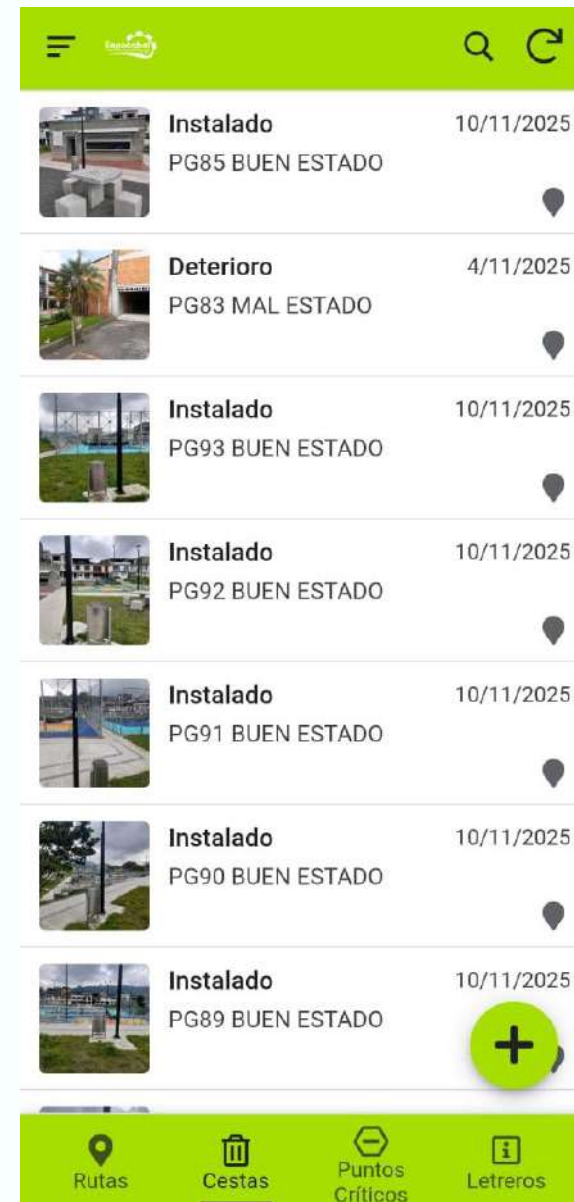 Instalado 10/11/2025
PG85 BUEN ESTADO
Deterioro 4/11/2025
PG83 MAL ESTADO
Instalado 10/11/2025
PG93 BUEN ESTADO
Instalado 10/11/2025
PG92 BUEN ESTADO
Instalado 10/11/2025
PG91 BUEN ESTADO
Instalado 10/11/2025
PG90 BUEN ESTADO
Instalado 10/11/2025
PG89 BUEN ESTADO
Rutas
Cestas
Puntos
Críticos
Letreros